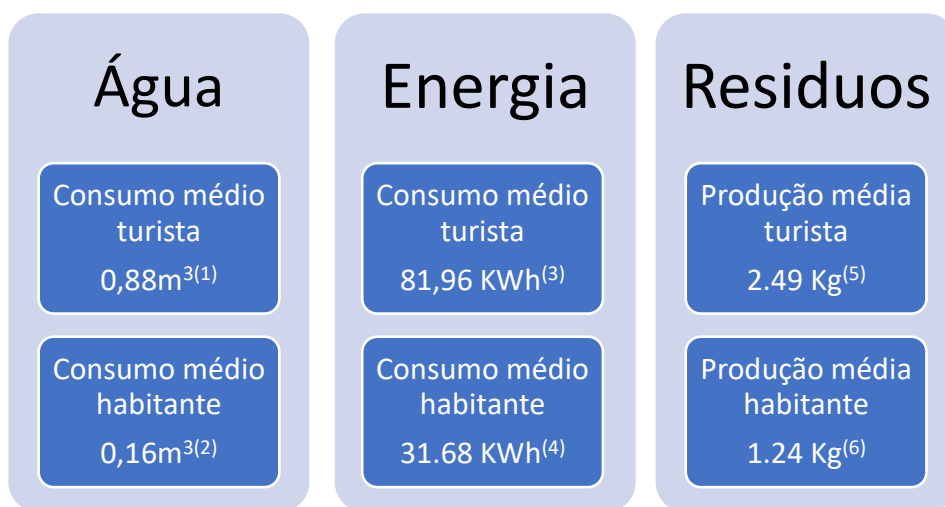 Água
Consumo médio
turista
0,88m³⁽¹⁾
Consumo médio
habitante
0,16m³⁽²⁾
Energia
Consumo médio
turista
81,96 KWh⁽³⁾
Consumo médio
habitante
31.68 KWh⁽⁴⁾
Residuos
Produção média
turista
2.49 Kg⁽⁵⁾
Produção média
habitante
1.24 Kg⁽⁶⁾